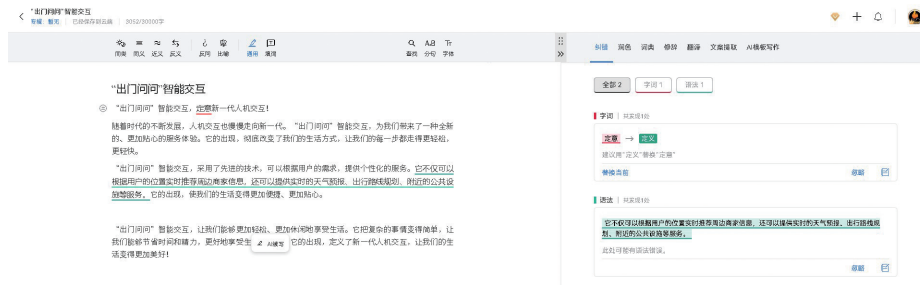 "出门问问"智能交互
专辑：暂无 | 已经保存到云端 | 3052/30000字
同案 同义 近义 反义 反问 比喻 通用 填词 查找 分句 字体
纠错 润色 词典 修辞 翻译 文案提取 AI模板写作
"出门问问"智能交互
"出门问问"智能交互，定意新一代人机交互！
随着时代的不断发展，人机交互也慢慢走向新一代。"出门问问"智能交互，为我们带来了一种全新
的、更加贴心的服务体验。它的出现，彻底改变了我们的生活方式，让我们的每一步都走得更轻松，
更轻快。
"出门问问"智能交互，采用了先进的技术，可以根据用户的需求，提供个性化的服务。它不仅可以
根据用户的位置实时推荐周边商家信息，还可以提供实时的天气预报、出行路线规划、附近的公共设
施等服务。它的出现，使我们的生活变得更加便捷、更加贴心。
"出门问问"智能交互，让我们能够更加轻松、更加休闲地享受生活。它把复杂的事情变得简单，让
我们能够节省时间和精力，更好地享受生 AI续写 它的出现，定义了新一代人机交互，让我们的生
活变得更加美好！
全部 2 字词 1 语法 1
字词 | 共发现1处
定意 → 定义
建议用"定义"替换"定意"
替换当前 忽略
语法 | 共发现1处
它不仅可以根据用户的位置实时推荐周边商家信息，还可以提供实时的天气预报、出行路线规
划、附近的公共设施等服务。
此处可能有语法错误。
忽略